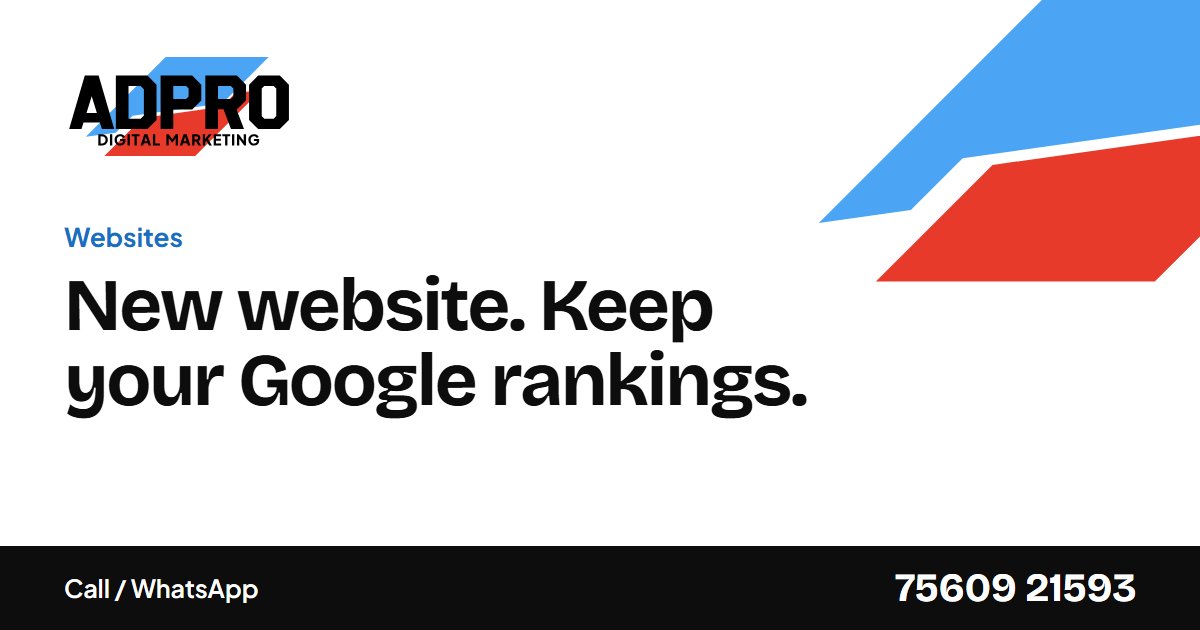 ADPRO
DIGITAL MARKETING
Websites
New website. Keep
your Google rankings.
Call / WhatsApp
75609 21593